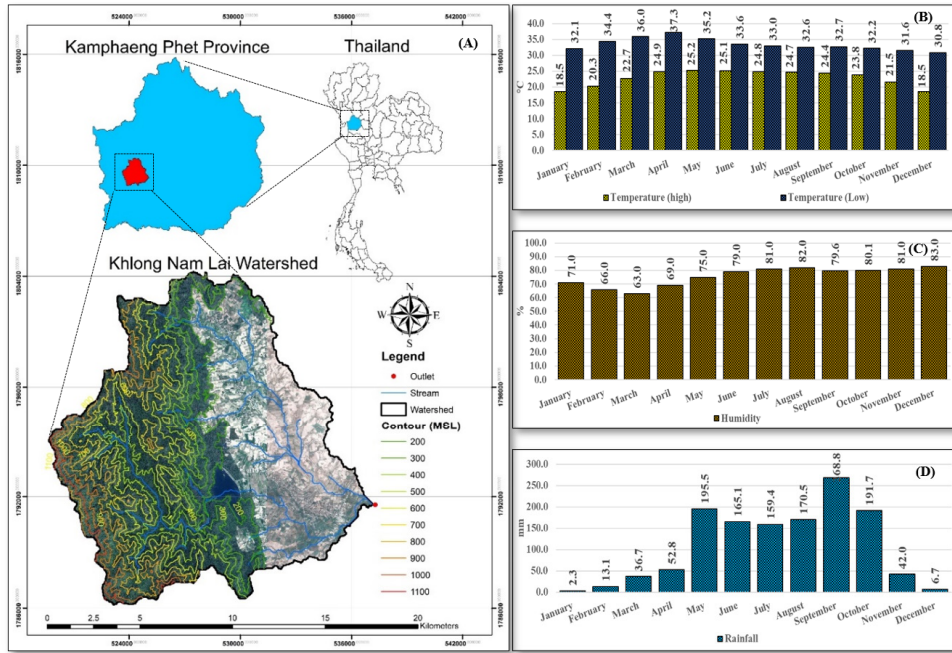 524000 530000 536000 542000
Kamphaeng Phet Province
Thailand
(A)
1816000
1816000
1810000
1810000
1804000
1804000
Khlong Nam Lai Watershed
N
W E
S
Legend
Outlet
Stream
Watershed
Contour (MSL)
200
300
400
500
600
700
800
900
1000
1100
1798000
1798000
1792000
1792000
1786000
1786000
0 2.5 5 10 15 20
Kilometers
524000 530000 536000 542000
(B)
°C
40.0
35.0
30.0
25.0
20.0
15.0
10.0
5.0
0.0
18.5 32.1 20.3 34.4 22.7 36.0 24.9 37.3 25.2 35.2 25.1 33.6 24.8 33.0 24.7 32.6 24.4 32.7 23.8 32.2 21.5 31.6 18.5 30.8
January February March April May June July August September October November December
Temperature (high) Temperature (Low)
(C)
%
100.0
90.0
80.0
70.0
60.0
50.0
40.0
30.0
20.0
10.0
0.0
71.0 66.0 63.0 69.0 75.0 79.0 81.0 82.0 79.6 80.1 81.0 83.0
January February March April May June July August September October November December
Humidity
(D)
mm
300.0
250.0
200.0
150.0
100.0
50.0
0.0
2.3 13.1 36.7 52.8 195.5 165.1 159.4 170.5 68.8 191.7 42.0 6.7
January February March April May June July August September October November December
Rainfall